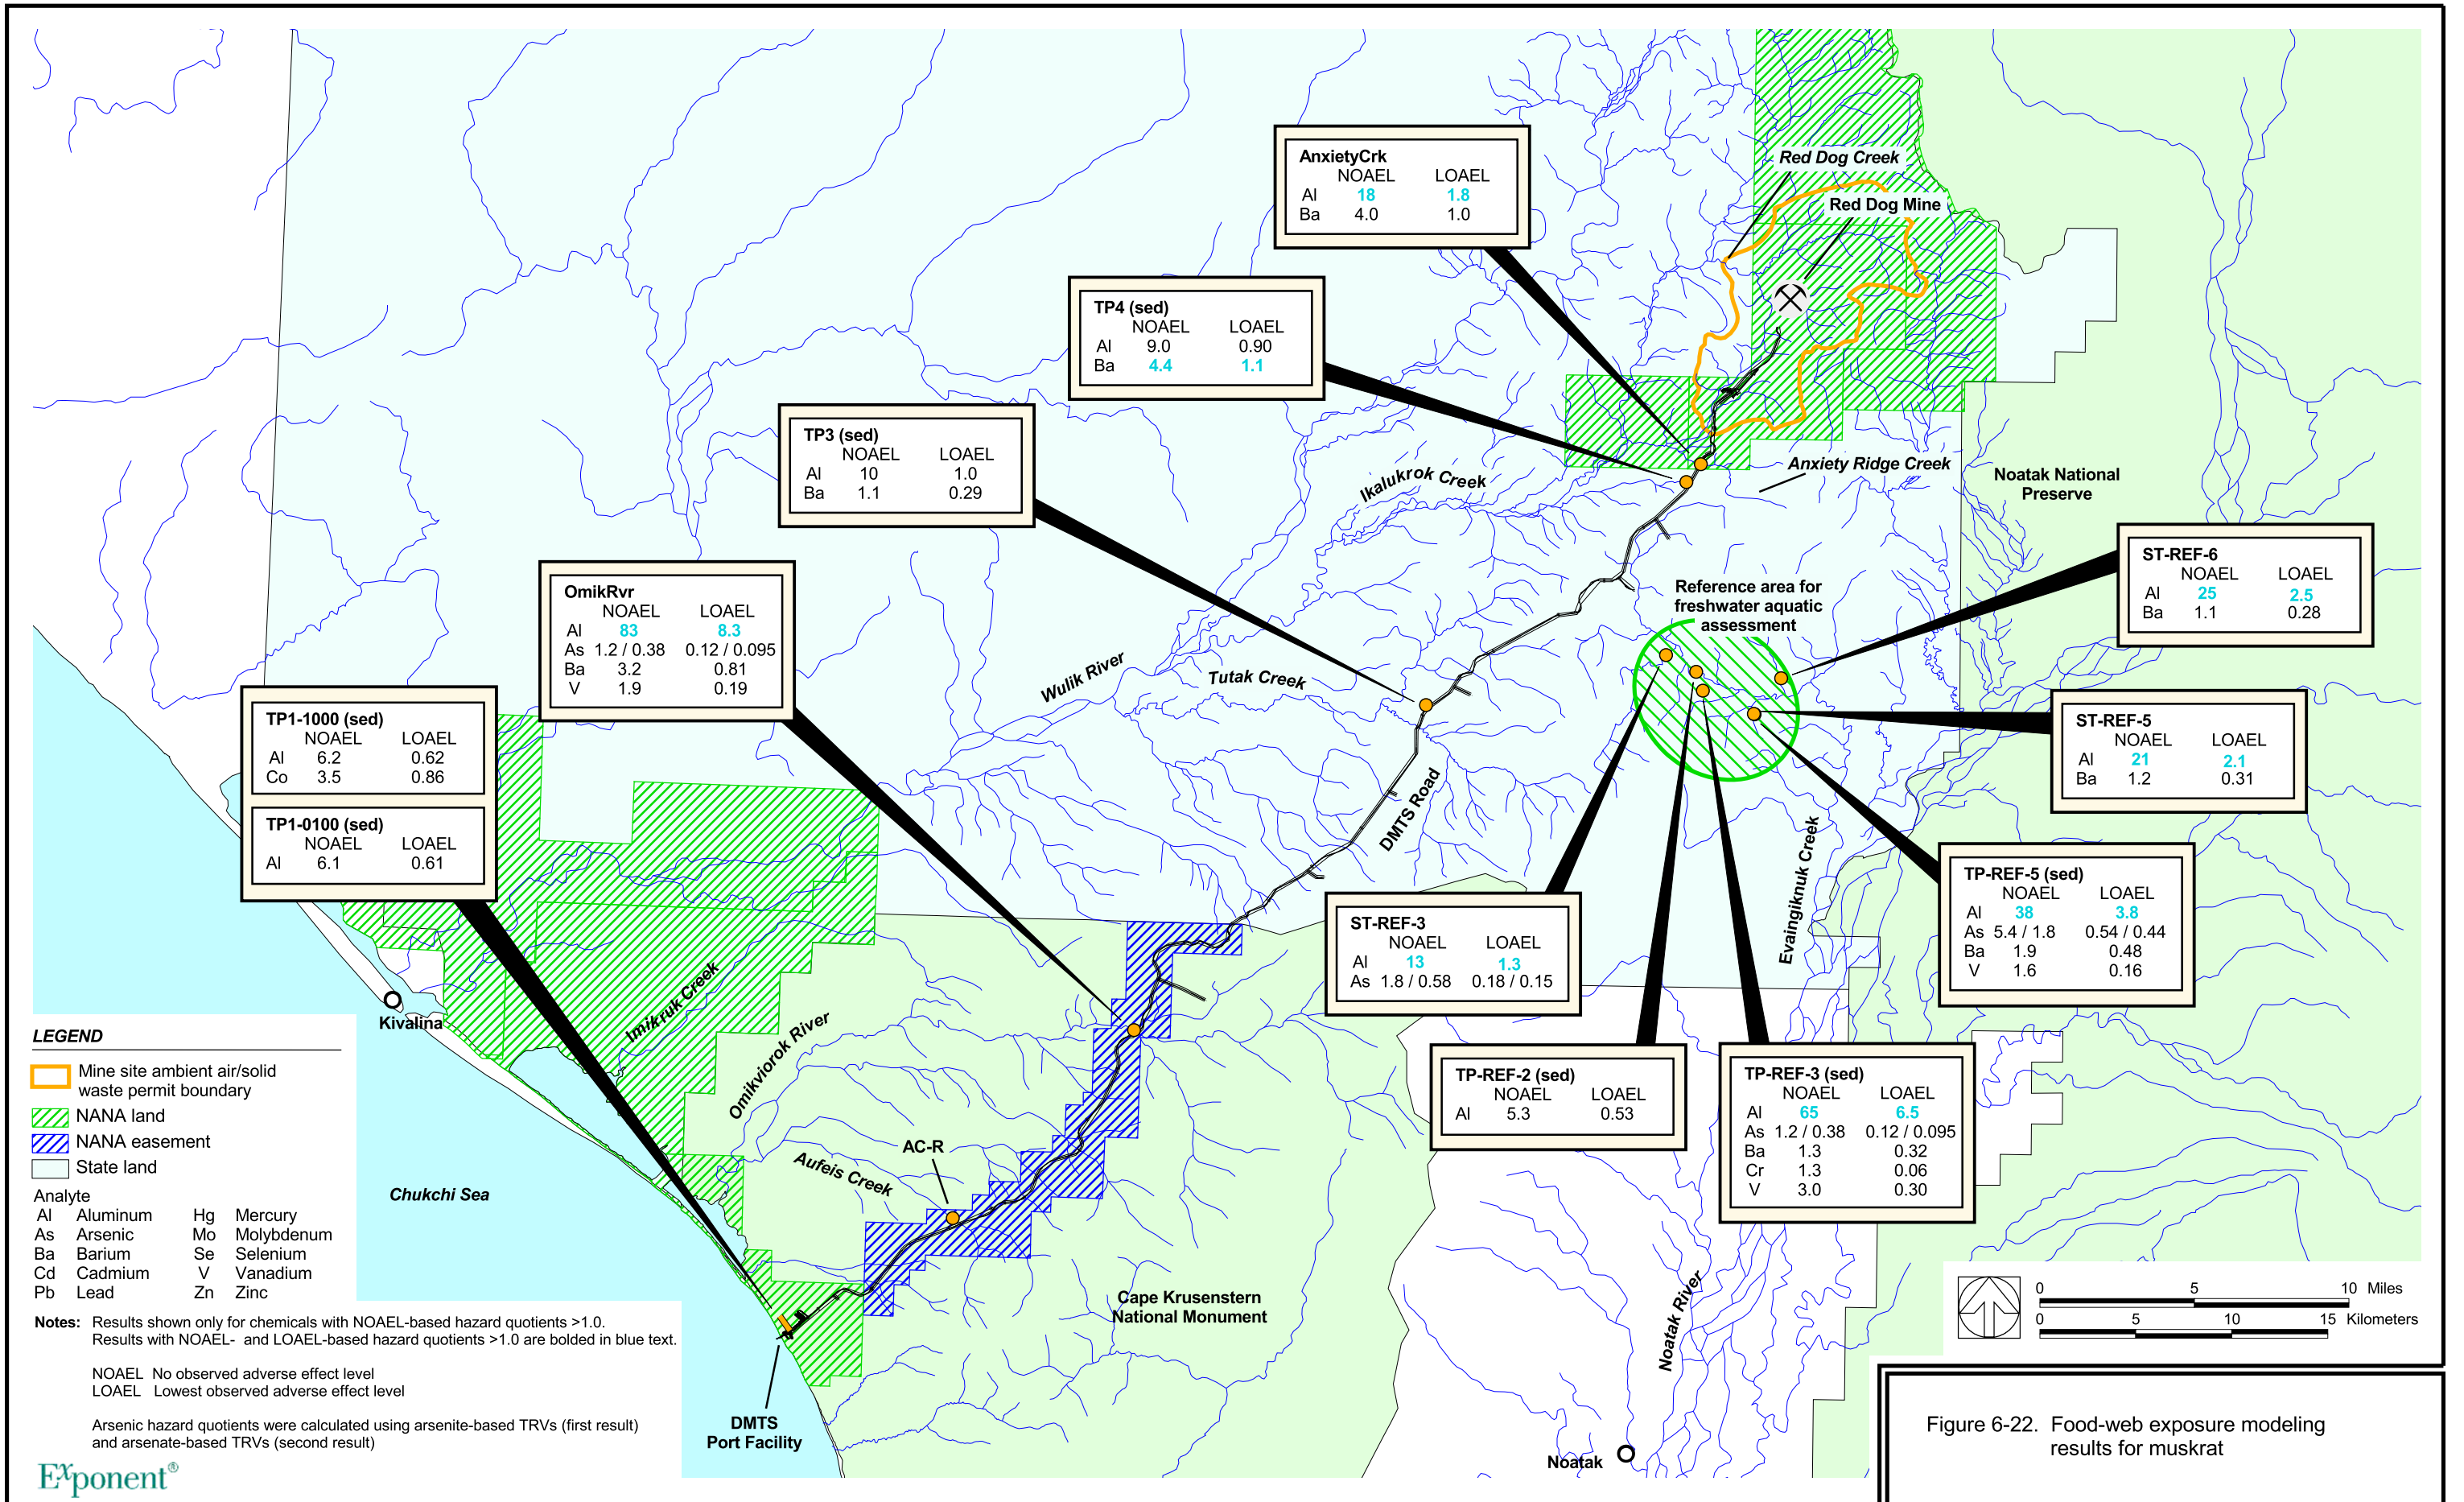 AnxietyCrk
NOAEL LOAEL
Al 18 1.8
Ba 4.0 1.0
Red Dog Creek
Red Dog Mine
TP4 (sed)
NOAEL LOAEL
Al 9.0 0.90
Ba 4.4 1.1
TP3 (sed)
NOAEL LOAEL
Al 10 1.0
Ba 1.1 0.29
Ikalukrok Creek
Anxiety Ridge Creek
Noatak National
Preserve
OmikRvr
NOAEL LOAEL
Al 83 8.3
As 1.2 / 0.38 0.12 / 0.095
Ba 3.2 0.81
V 1.9 0.19
Reference area for
freshwater aquatic
assessment
ST-REF-6
NOAEL LOAEL
Al 25 2.5
Ba 1.1 0.28
Wulik River
Tutak Creek
TP1-1000 (sed)
NOAEL LOAEL
Al 6.2 0.62
Co 3.5 0.86
TP1-0100 (sed)
NOAEL LOAEL
Al 6.1 0.61
DMTS Road
ST-REF-5
NOAEL LOAEL
Al 21 2.1
Ba 1.2 0.31
Evaingiknuk Creek
TP-REF-5 (sed)
NOAEL LOAEL
Al 38 3.8
As 5.4 / 1.8 0.54 / 0.44
Ba 1.9 0.48
V 1.6 0.16
ST-REF-3
NOAEL LOAEL
Al 13 1.3
As 1.8 / 0.58 0.18 / 0.15
Kivalina
Imikruk Creek
Omikviorok River
TP-REF-2 (sed)
NOAEL LOAEL
Al 5.3 0.53
TP-REF-3 (sed)
NOAEL LOAEL
Al 65 6.5
As 1.2 / 0.38 0.12 / 0.095
Ba 1.3 0.32
Cr 1.3 0.06
V 3.0 0.30
AC-R
Aufeis Creek
Chukchi Sea
Cape Krusenstern
National Monument
Noatak River
DMTS
Port Facility
Noatak
LEGEND
Mine site ambient air/solid
waste permit boundary
NANA land
NANA easement
State land
Analyte
Al Aluminum Hg Mercury
As Arsenic Mo Molybdenum
Ba Barium Se Selenium
Cd Cadmium V Vanadium
Pb Lead Zn Zinc
Notes: Results shown only for chemicals with NOAEL-based hazard quotients >1.0.
Results with NOAEL- and LOAEL-based hazard quotients >1.0 are bolded in blue text.
NOAEL No observed adverse effect level
LOAEL Lowest observed adverse effect level
Arsenic hazard quotients were calculated using arsenite-based TRVs (first result)
and arsenate-based TRVs (second result)
Exponent®
0 5 10 Miles
0 5 10 15 Kilometers
Figure 6-22. Food-web exposure modeling
results for muskrat